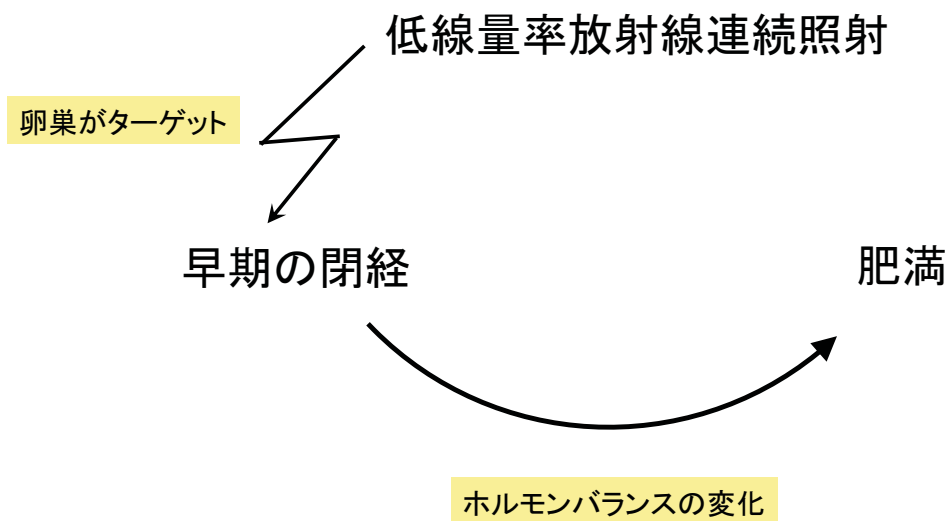 低線量率放射線連続照射
卵巣がターゲット
早期の閉経
肥満
ホルモンバランスの変化